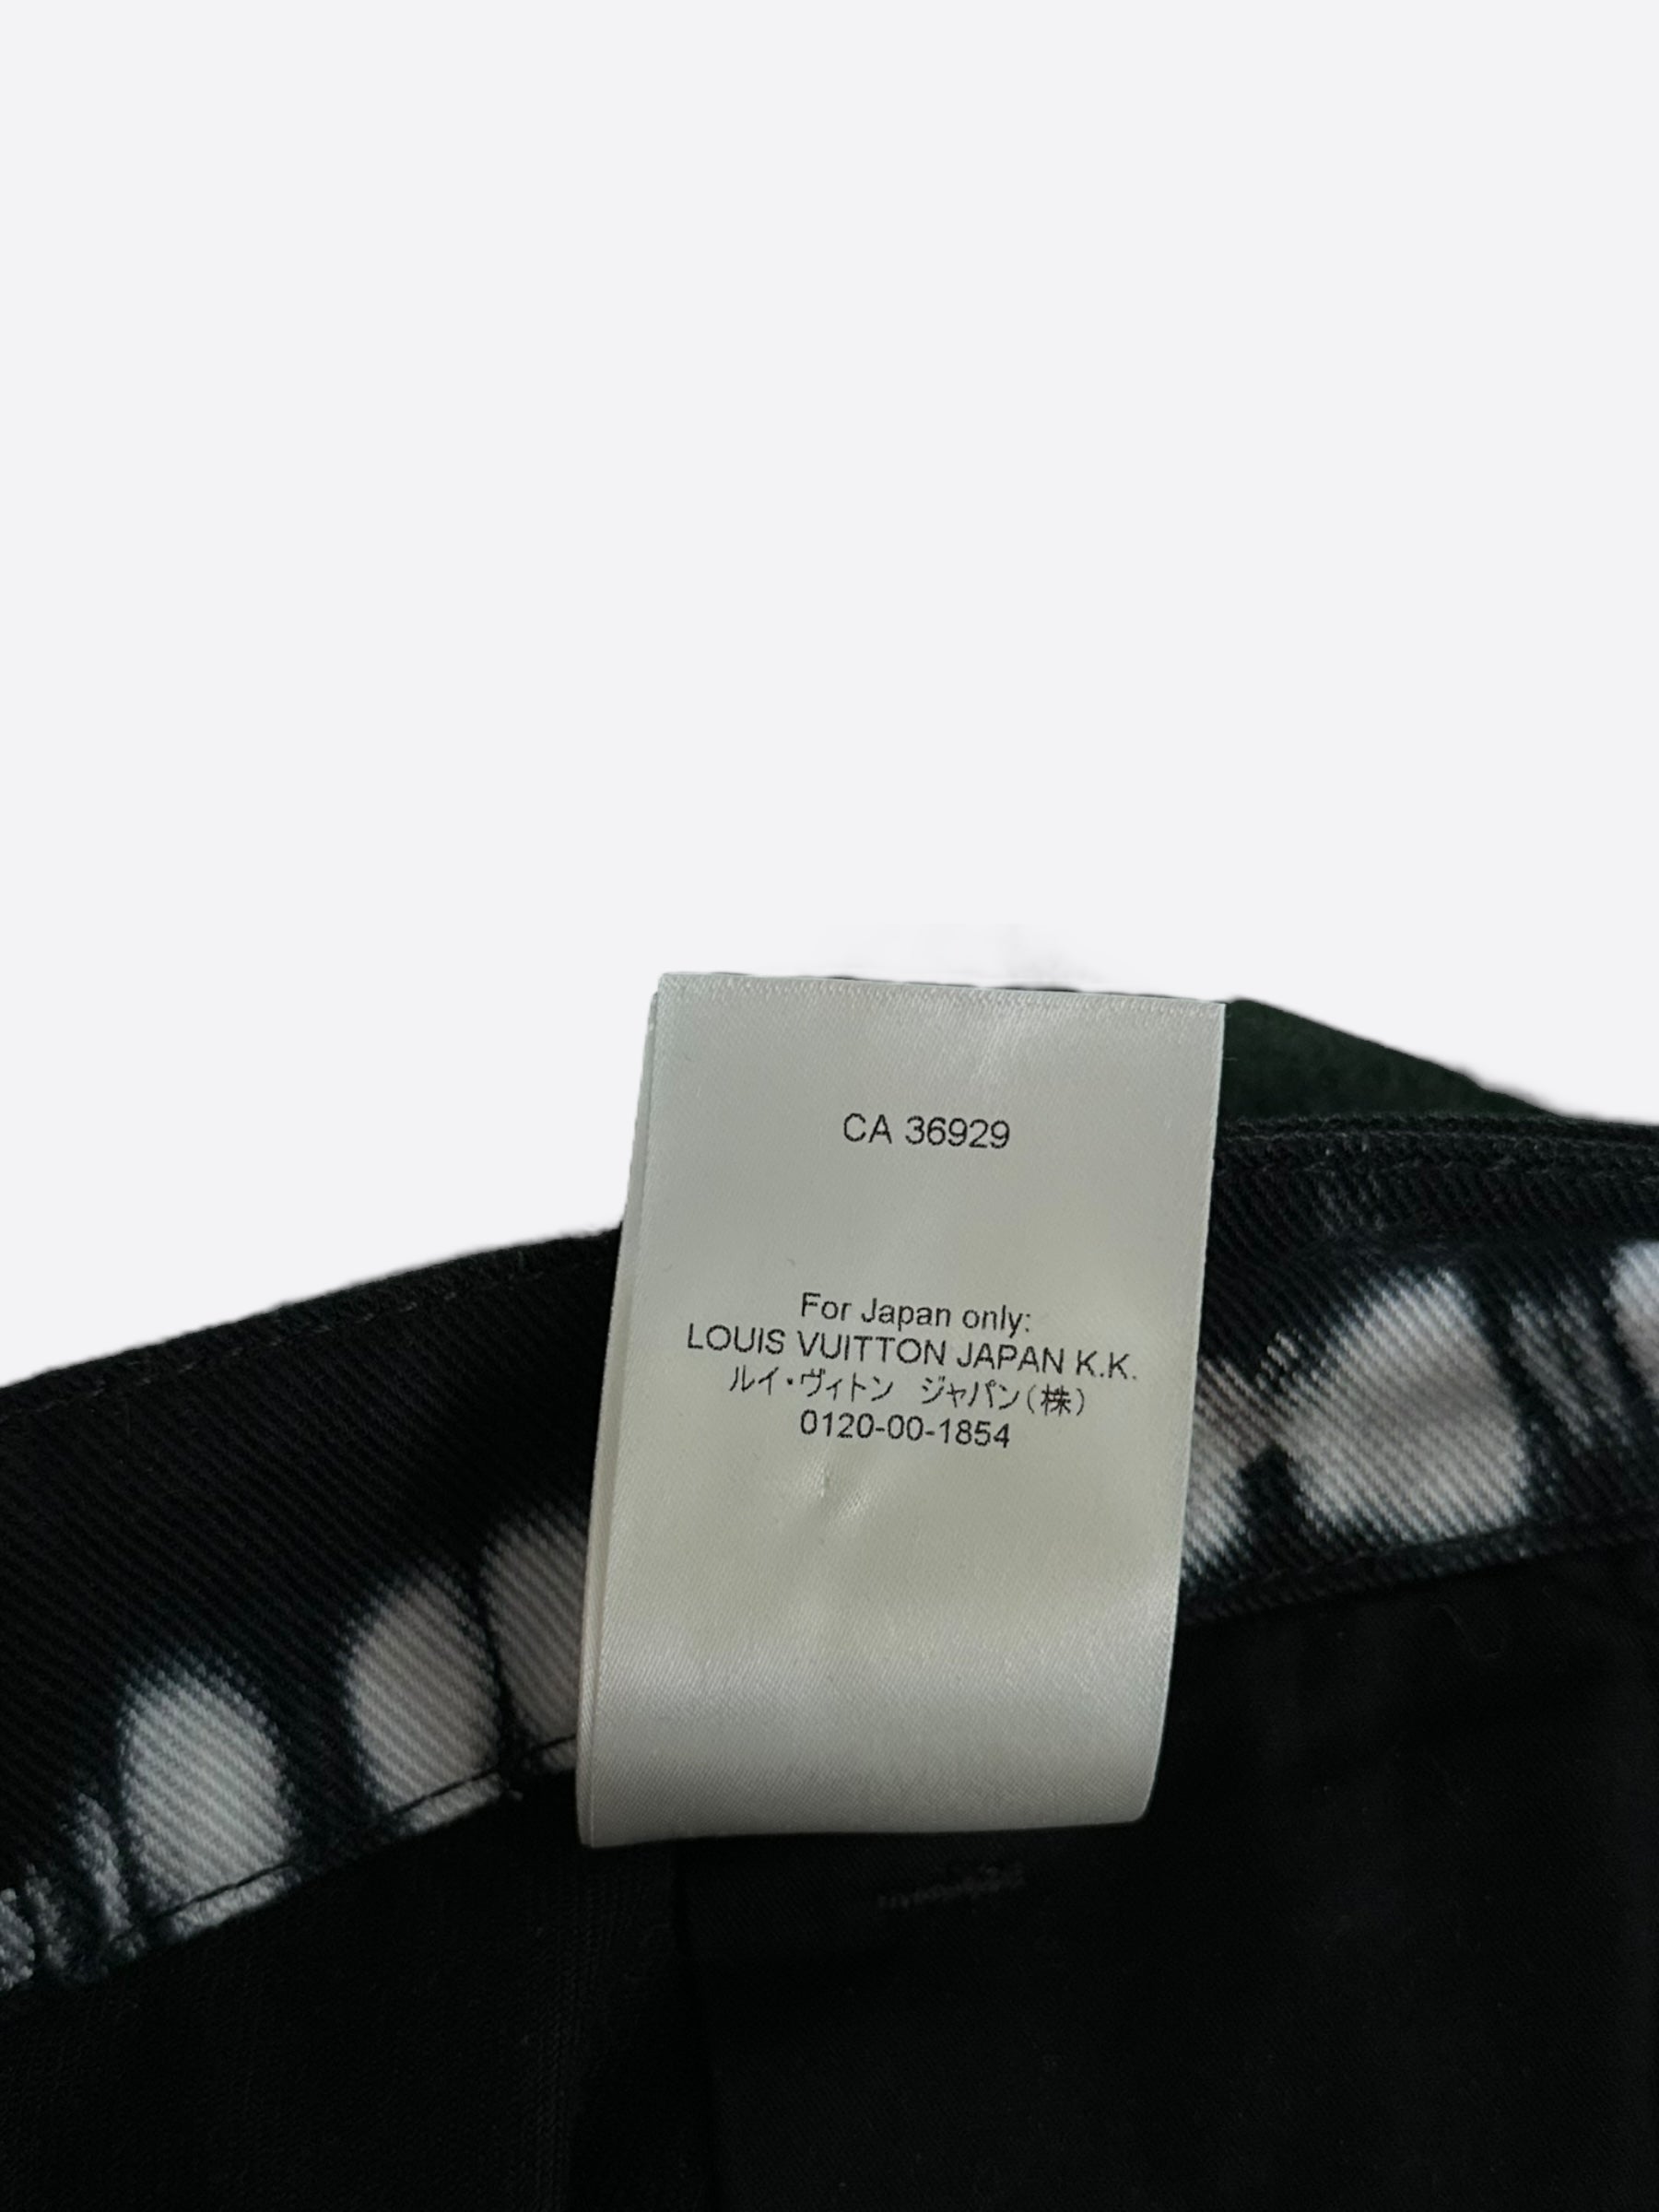 CA 36929
For Japan only:
LOUIS VUITTON JAPAN K.K.
ルイ・ヴィトン ジャパン(株)
0120-00-1854